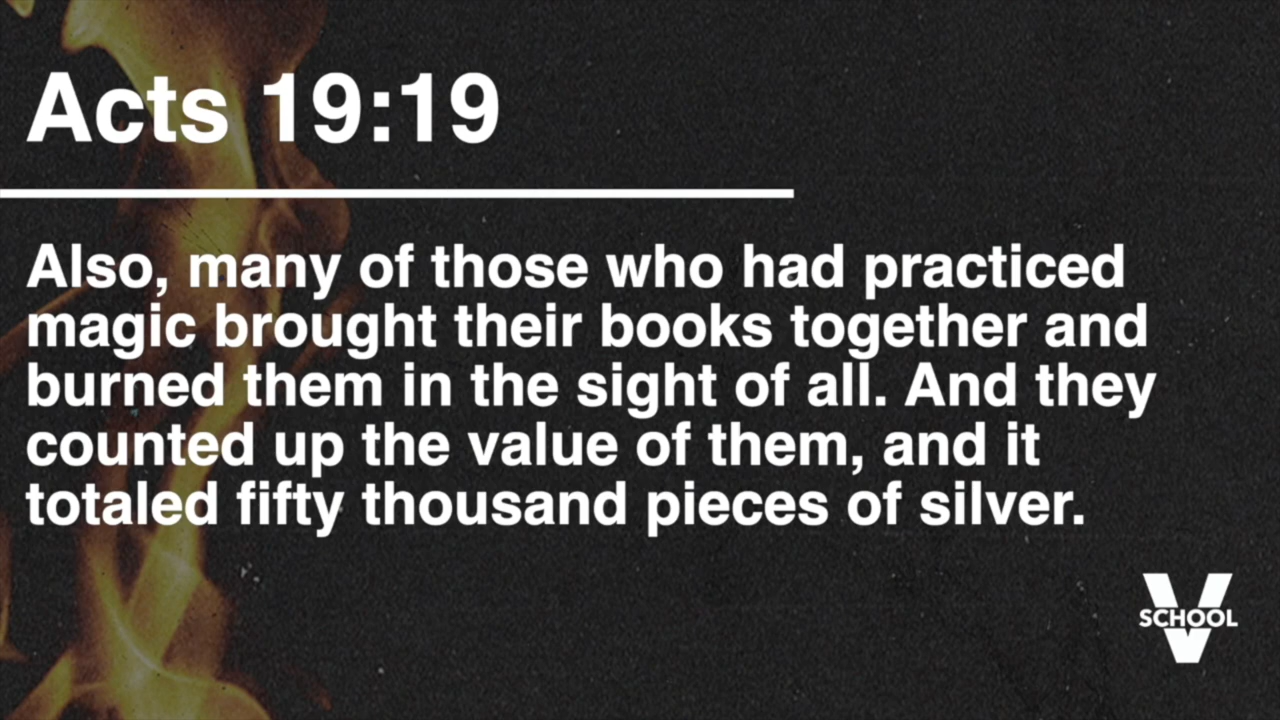 Acts 19:19
Also, many of those who had practiced
magic brought their books together and
burned them in the sight of all. And they
counted up the value of them, and it
totaled fifty thousand pieces of silver.
V
SCHOOL